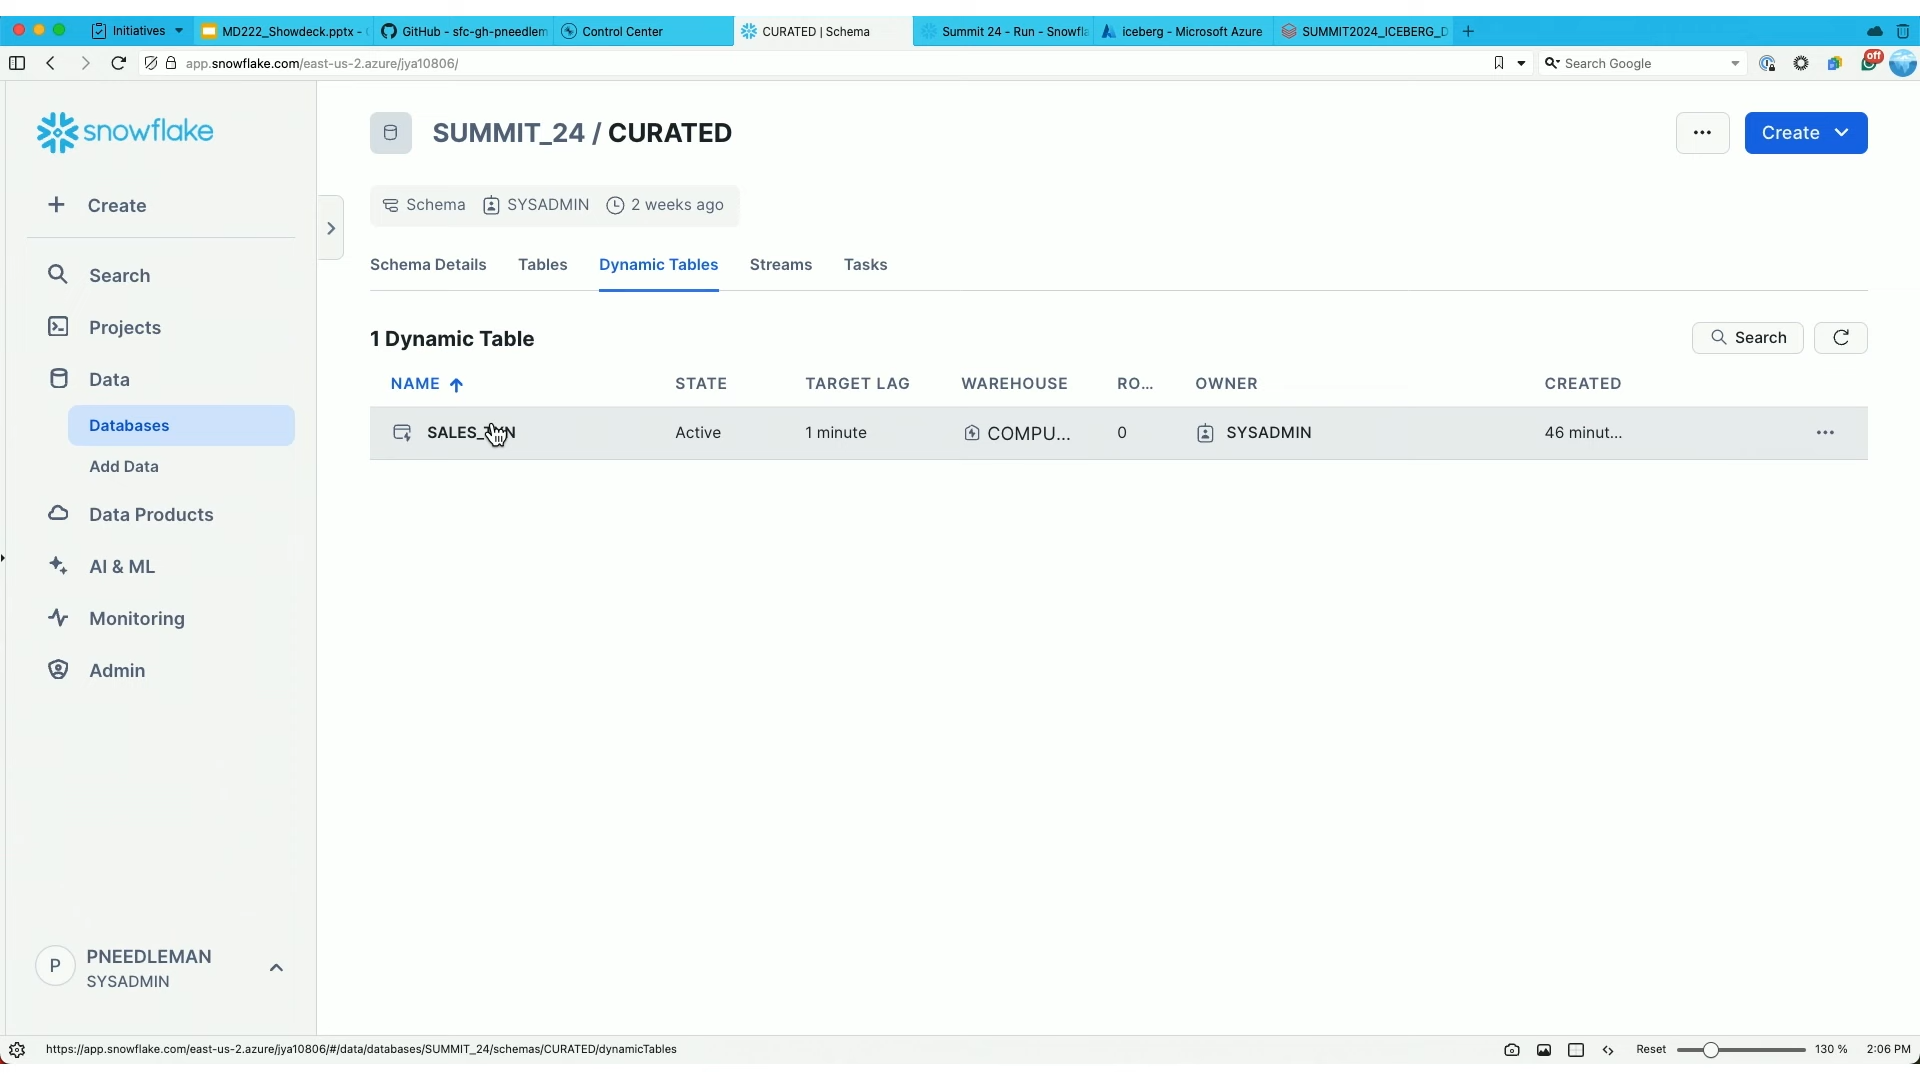 Initiatives
MD222_Showdeck.pptx -
GitHub - sfc-gh-pneedlem
Control Center
CURATED | Schema
Summit 24 - Run - Snowfla
iceberg - Microsoft Azure
SUMMIT2024_ICEBERG_D
app.snowflake.com/east-us-2.azure/jya10806/
Search Google
off
snowflake
Create
Search
Projects
Data
Databases
Add Data
Data Products
AI & ML
Monitoring
Admin
P
PNEEDLEMAN
SYSADMIN
SUMMIT_24 / CURATED
Create
Schema
SYSADMIN
2 weeks ago
Schema Details
Tables
Dynamic Tables
Streams
Tasks
1 Dynamic Table
Search
NAME
STATE
TARGET LAG
WAREHOUSE
RO...
OWNER
CREATED
Active
1 minute
COMPU...
0
SYSADMIN
46 minut...
https://app.snowflake.com/east-us-2.azure/jya10806/#/data/databases/SUMMIT_24/schemas/CURATED/dynamicTables
Reset
130 %
2:06 PM